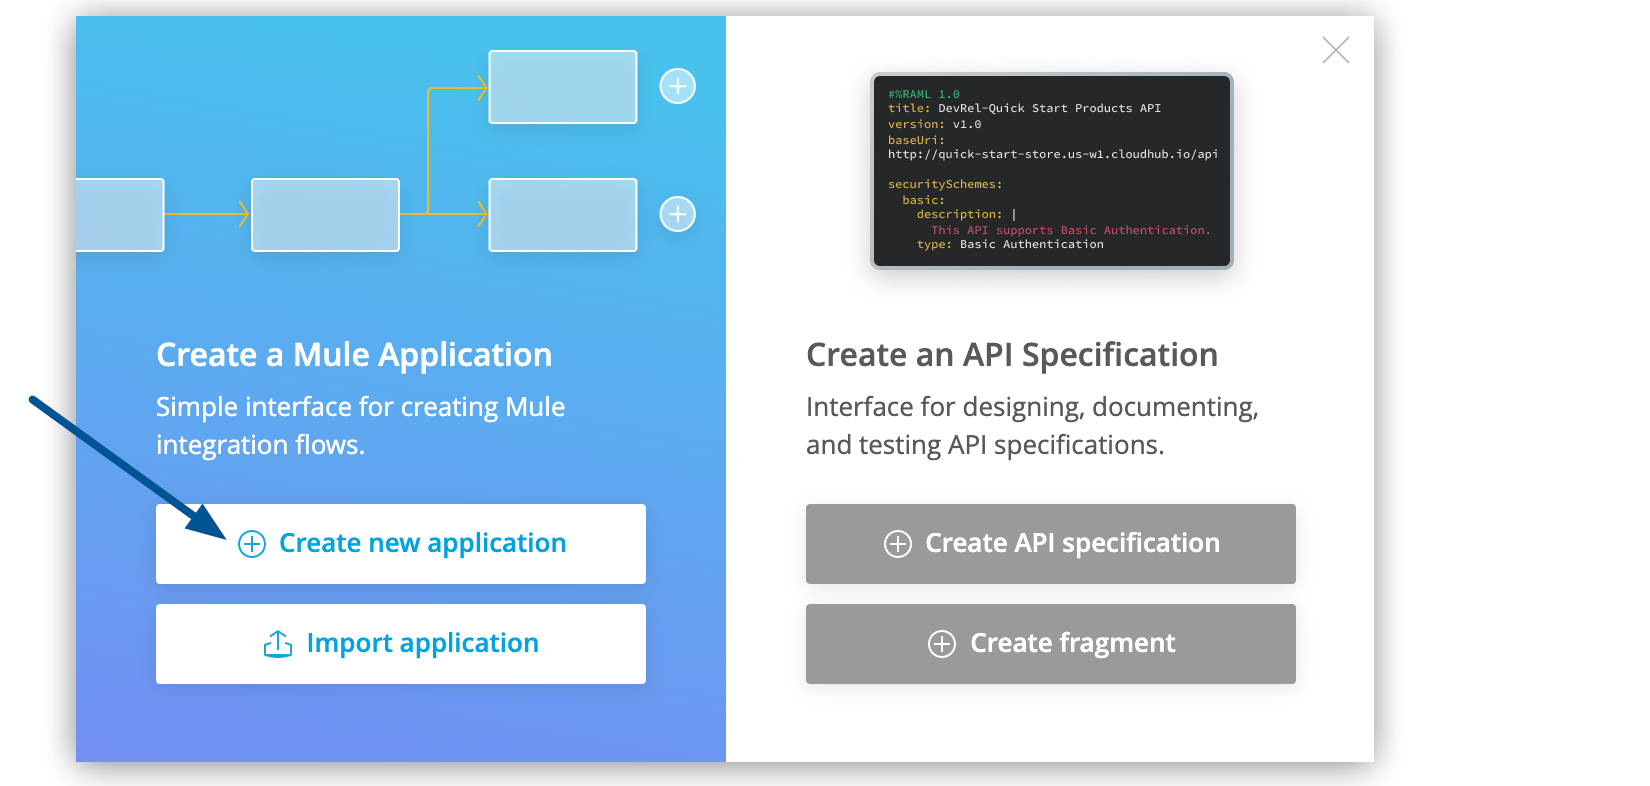 #%RAML 1.0
title: DevRel-Quick Start Products API
version: v1.0
baseUri:
http://quick-start-store.us-w1.cloudhub.io/api
securitySchemes:
basic:
description: |
This API supports Basic Authentication.
type: Basic Authentication
Create a Mule Application
Simple interface for creating Mule
integration flows.
Create new application
Import application
Create an API Specification
Interface for designing, documenting,
and testing API specifications.
Create API specification
Create fragment